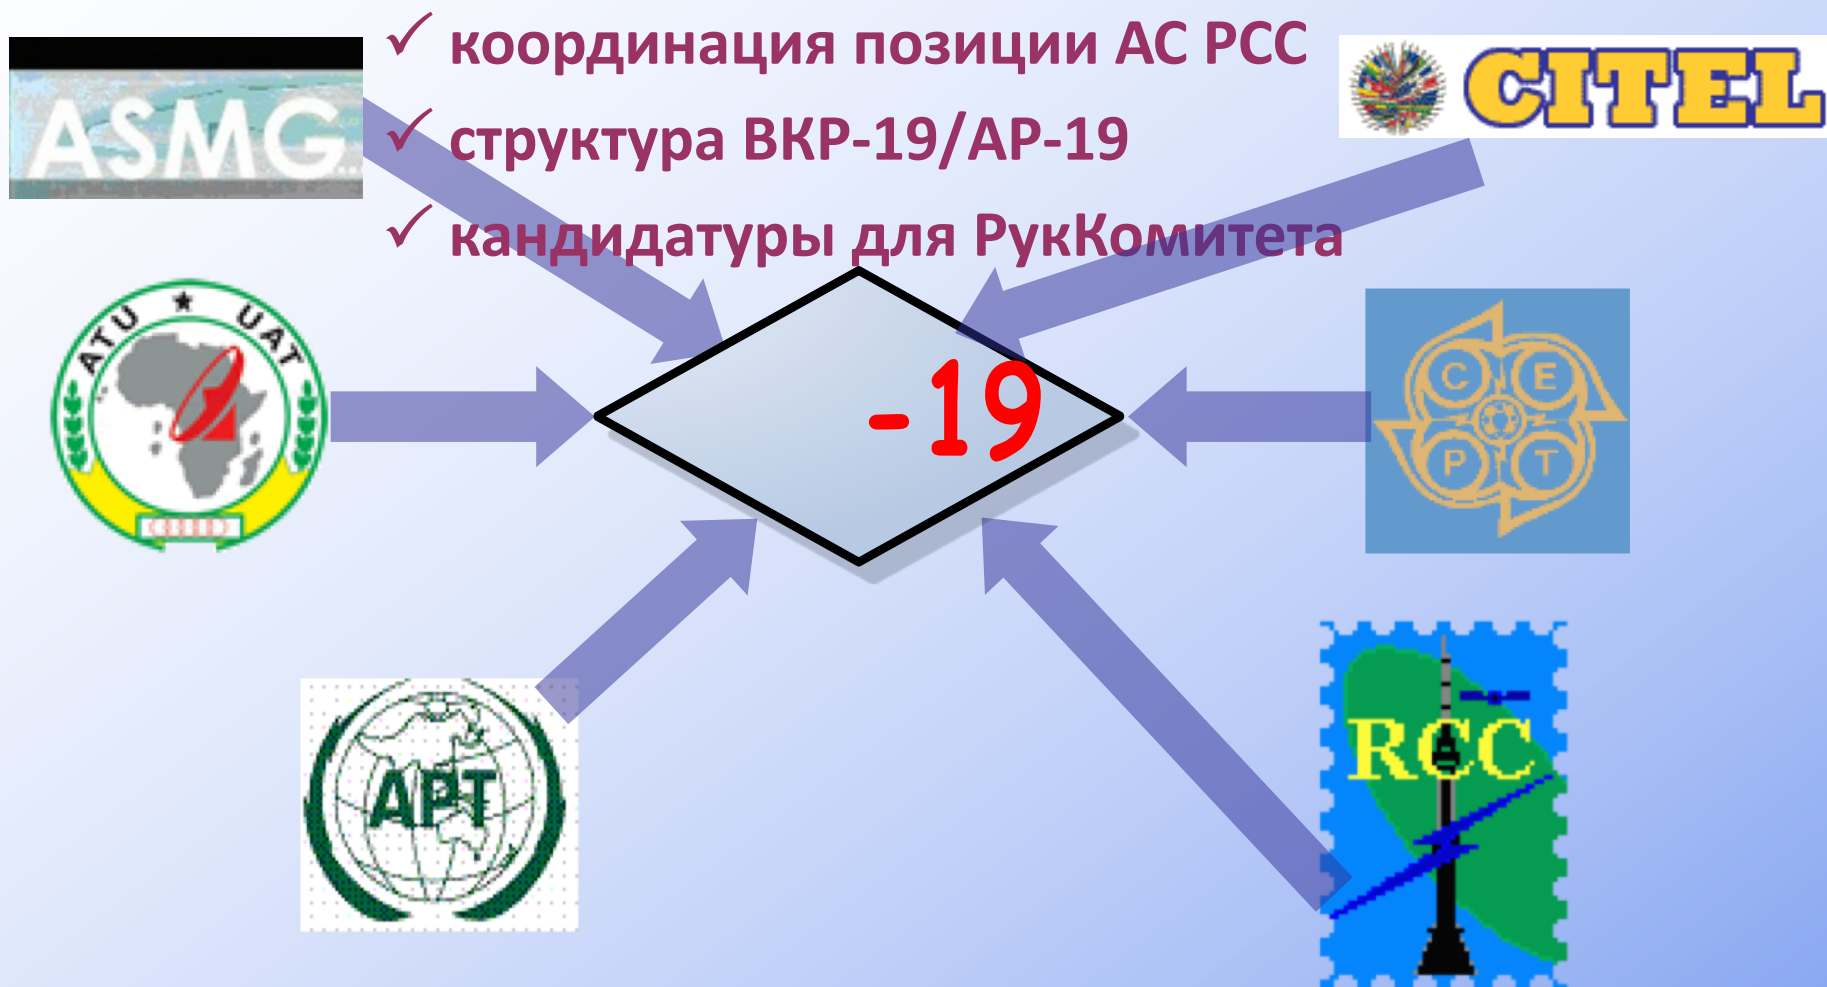 ✓ координация позиции АС РСС
✓ структура ВКР-19/АР-19
✓ кандидатуры для РукКомитета
ASMG
CITEL
ATU ★ UAT
-19
C E
P T
APT
RCC